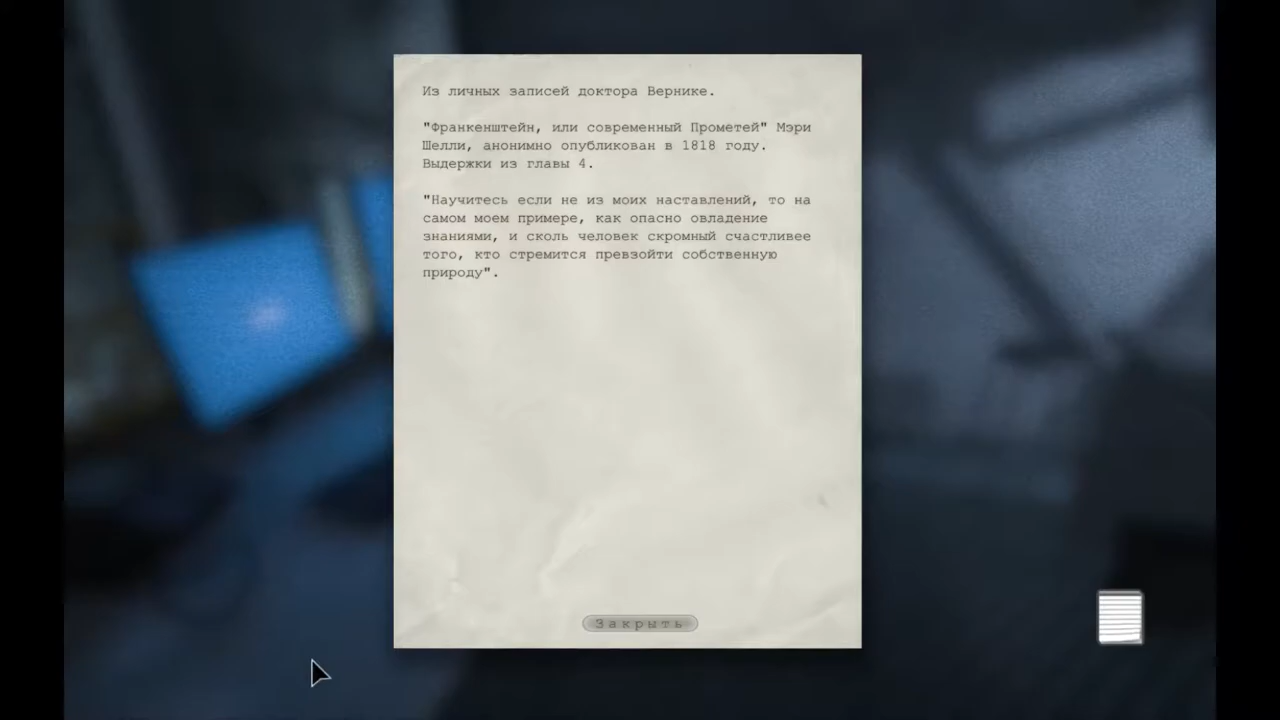 Из личных записей доктора Вернике.
"Франкенштейн, или современный Прометей" Мэри
Шелли, анонимно опубликован в 1818 году.
Выдержки из главы 4.
"Научитесь если не из моих наставлений, то на
самом моем примере, как опасно овладение
знаниями, и сколь человек скромный счастливее
того, кто стремится превзойти собственную
природу".
Закрыть